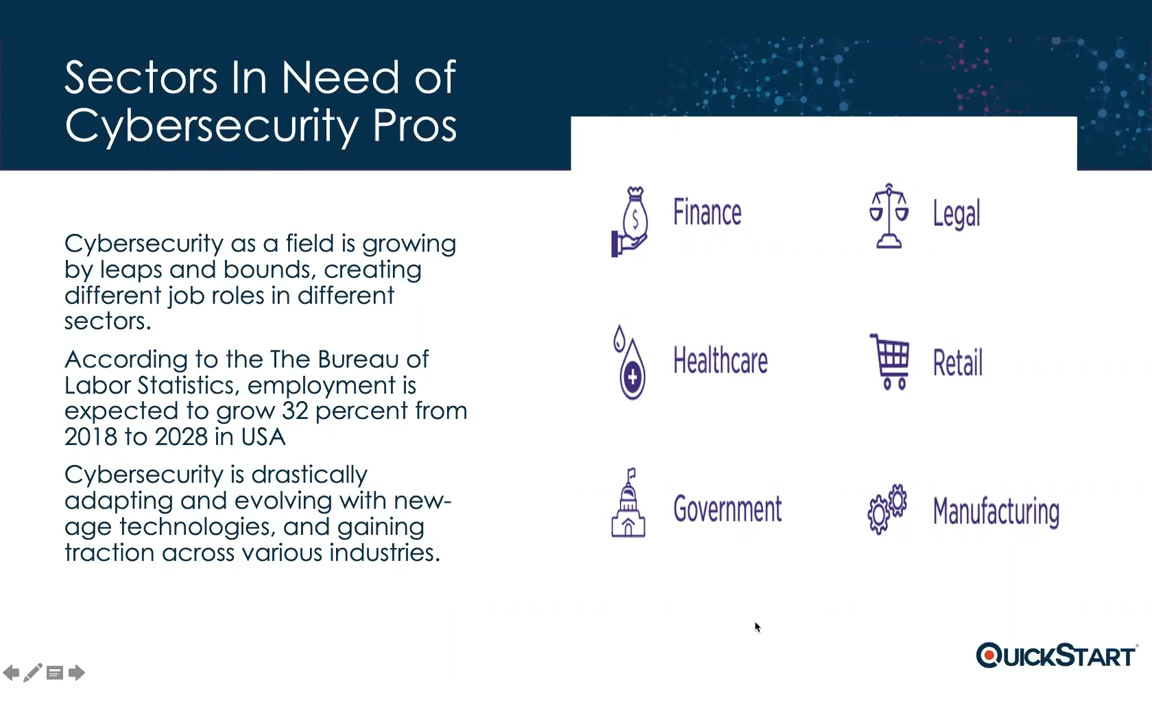 Sectors In Need of
Cybersecurity Pros
Cybersecurity as a field is growing
by leaps and bounds, creating
different job roles in different
sectors.
According to the The Bureau of
Labor Statistics, employment is
expected to grow 32 percent from
2018 to 2028 in USA
Cybersecurity is drastically
adapting and evolving with new-
age technologies, and gaining
traction across various industries.
$
Finance
Legal
Healthcare
Retail
Government
Manufacturing
QUICKSTART